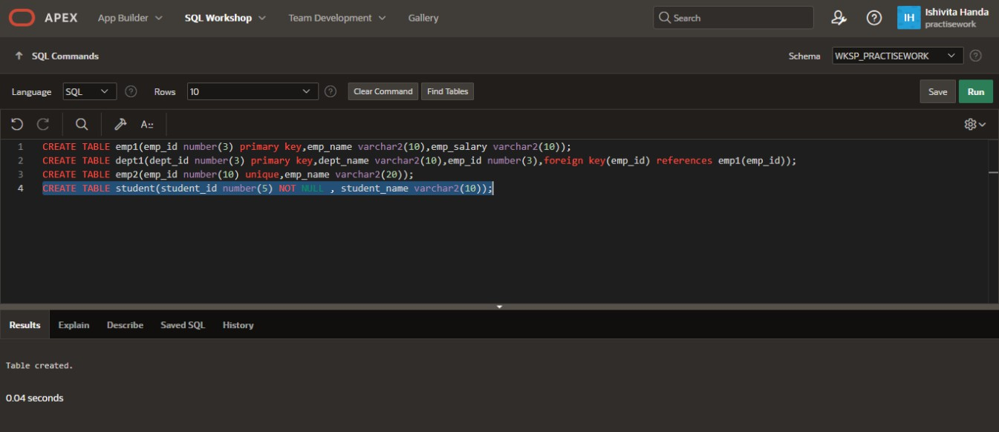 APEX App Builder SQL Workshop Team Development Gallery Search IH Ishivita Handa
practisework
SQL Commands Schema WKSP_PRACTISEWORK
Language SQL Rows 10 Clear Command Find Tables Save Run
A::
1 CREATE TABLE emp1(emp_id number(3) primary key,emp_name varchar2(10),emp_salary varchar2(10));
2 CREATE TABLE dept1(dept_id number(3) primary key,dept_name varchar2(10),emp_id number(3),foreign key(emp_id) references emp1(emp_id));
3 CREATE TABLE emp2(emp_id number(10) unique,emp_name varchar2(20));
4 CREATE TABLE student(student_id number(5) NOT NULL , student_name varchar2(10));
Results Explain Describe Saved SQL History
Table created.
0.04 seconds